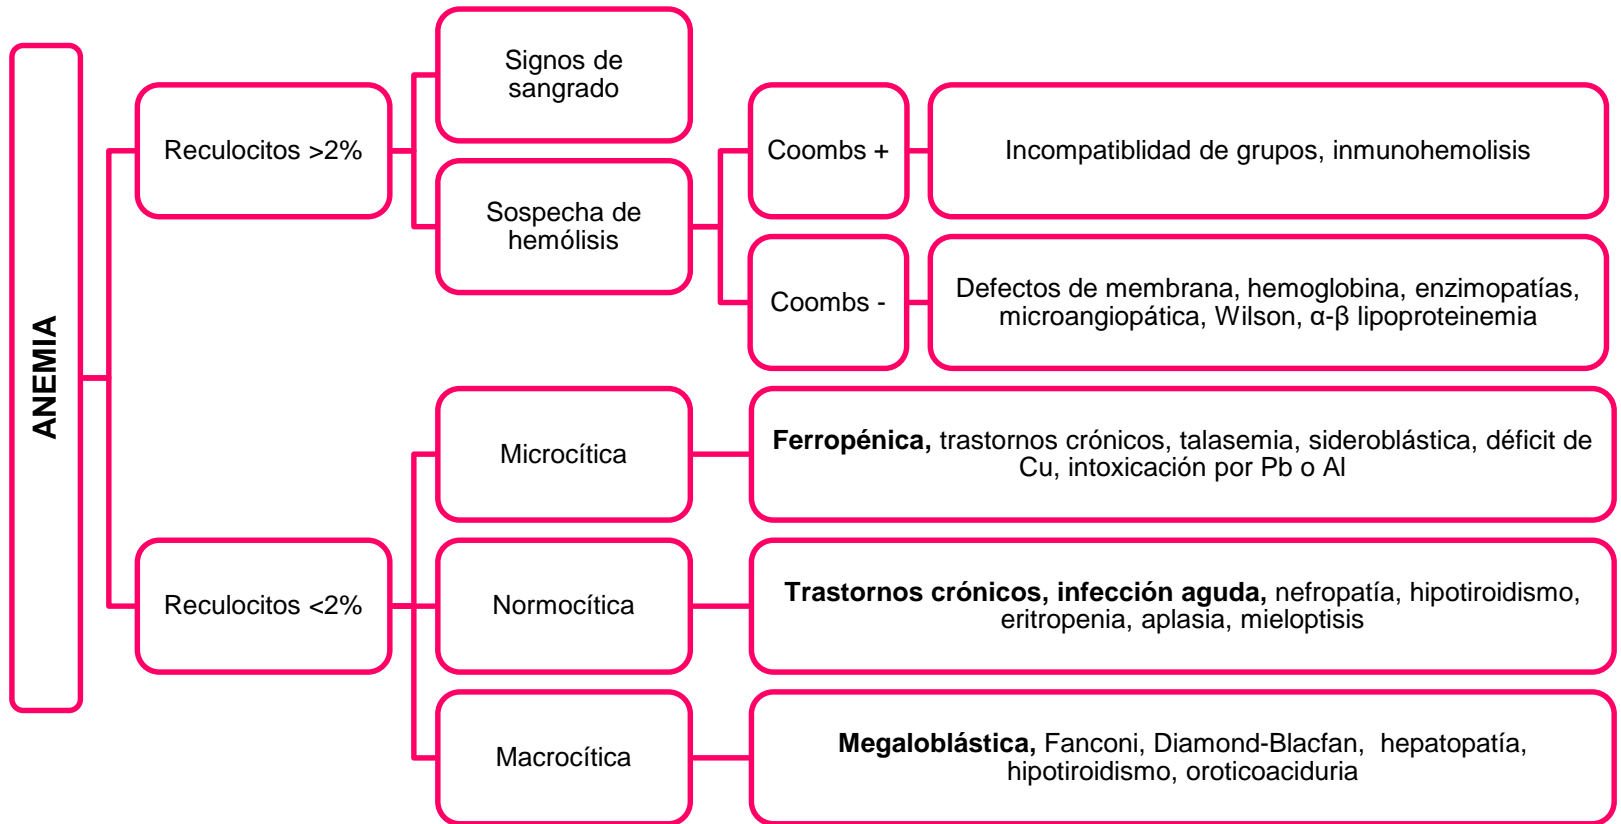 ANEMIA
Reculocitos >2%
Signos de
sangrado
Sospecha de
hemólisis
Coombs +
Incompatiblidad de grupos, inmunohemolisis
Coombs -
Defectos de membrana, hemoglobina, enzimopatías,
microangiopática, Wilson, α-β lipoproteinemia
Reculocitos <2%
Microcítica
Ferropénica, trastornos crónicos, talasemia, sideroblástica, déficit de
Cu, intoxicación por Pb o Al
Normocítica
Trastornos crónicos, infección aguda, nefropatía, hipotiroidismo,
eritropenia, aplasia, mieloptisis
Macrocítica
Megaloblástica, Fanconi, Diamond-Blacfan, hepatopatía,
hipotiroidismo, oroticoaciduria